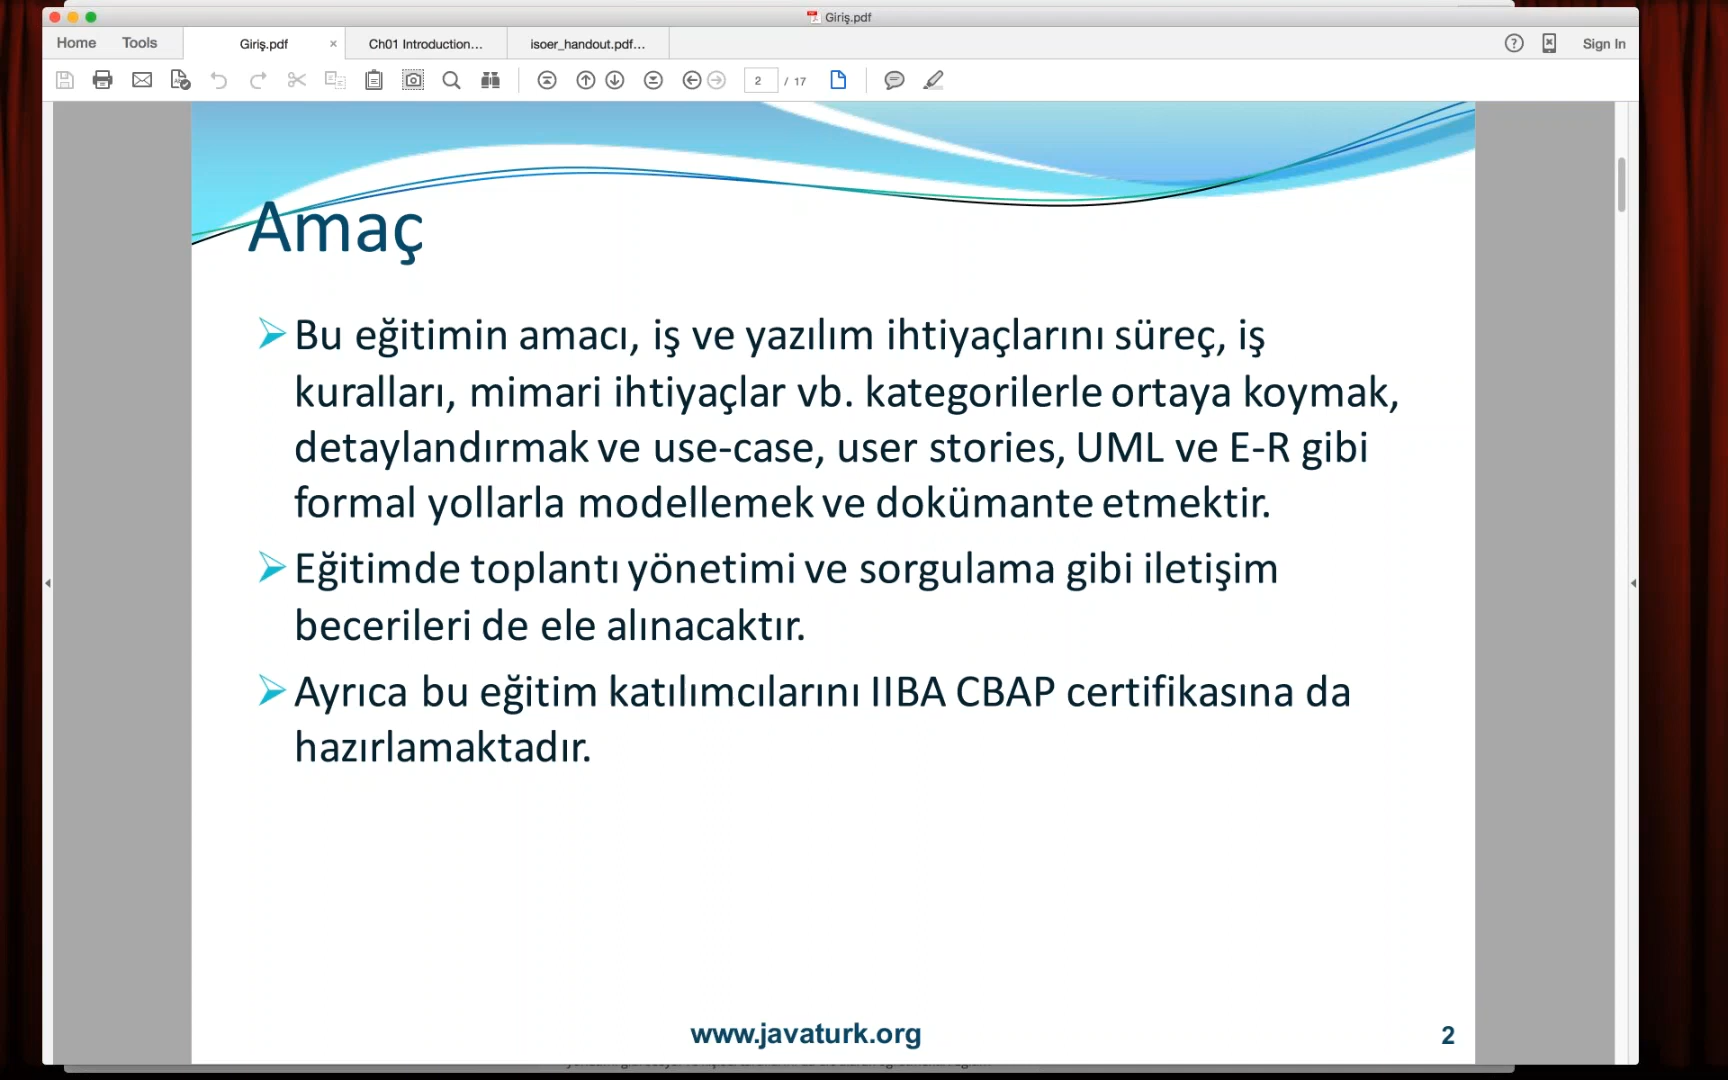 Giriş.pdf
Home Tools Giriş.pdf × Ch01 Introduction... isoer_handout.pdf... Sign In
2 / 17
Amaç
Bu eğitimin amacı, iş ve yazılım ihtiyaçlarını süreç, iş
kuralları, mimari ihtiyaçlar vb. kategorilerle ortaya koymak,
detaylandırmak ve use-case, user stories, UML ve E-R gibi
formal yollarla modellemek ve dokümante etmektir.
Eğitimde toplantı yönetimi ve sorgulama gibi iletişim
becerileri de ele alınacaktır.
Ayrıca bu eğitim katılımcılarını IIBA CBAP certifikasına da
hazırlamaktadır.
www.javaturk.org
2